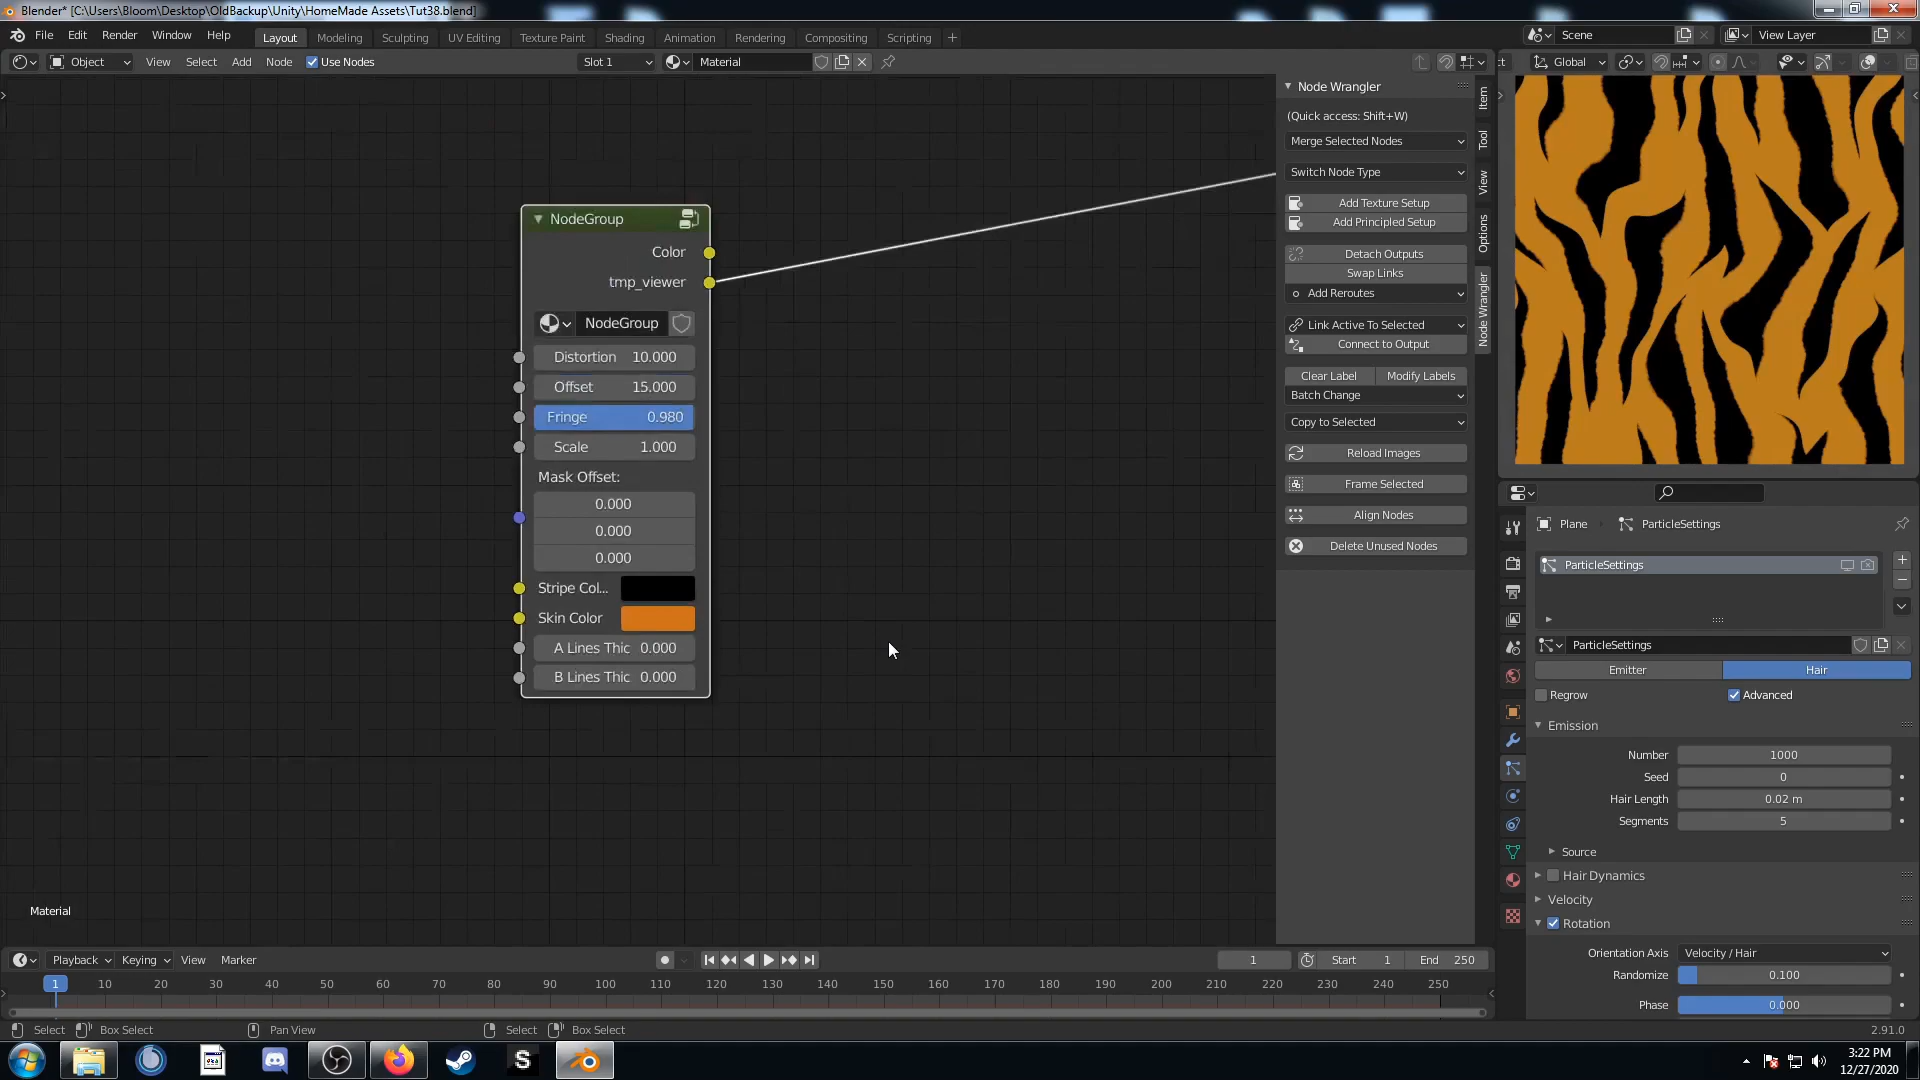 Blender* [C:\Users\Bloom\Desktop\OldBackup\Unity\HomeMade Assets\Tut38.blend]
File Edit Render Window Help Layout Modeling Sculpting UV Editing Texture Paint Shading Animation Rendering Compositing Scripting + Scene View Layer
Object View Select Add Node Use Nodes Slot 1 Material Global
Node Wrangler
(Quick access: Shift+W)
Merge Selected Nodes
Switch Node Type
Add Texture Setup
Add Principled Setup
Detach Outputs
Swap Links
Add Reroutes
Link Active To Selected
Connect to Output
Clear Label Modify Labels
Batch Change
Copy to Selected
Reload Images
Frame Selected
Align Nodes
Delete Unused Nodes
Item
Tool
View
Options
Node Wrangler
NodeGroup
Color
tmp_viewer
NodeGroup
Distortion 10.000
Offset 15.000
Fringe 0.980
Scale 1.000
Mask Offset:
0.000
0.000
0.000
Stripe Col...
Skin Color
A Lines Thic 0.000
B Lines Thic 0.000
Material
Plane ParticleSettings
ParticleSettings
ParticleSettings
Emitter Hair
Regrow Advanced
Emission
Number 1000
Seed 0
Hair Length 0.02 m
Segments 5
Source
Hair Dynamics
Velocity
Rotation
Orientation Axis Velocity / Hair
Randomize 0.100
Phase 0.000
Playback Keying View Marker 1 Start 1 End 250
1 10 20 30 40 50 60 70 80 90 100 110 120 130 140 150 160 170 180 190 200 210 220 230 240 250
Select Box Select Pan View Select Box Select 2.91.0
S
3:22 PM
12/27/2020